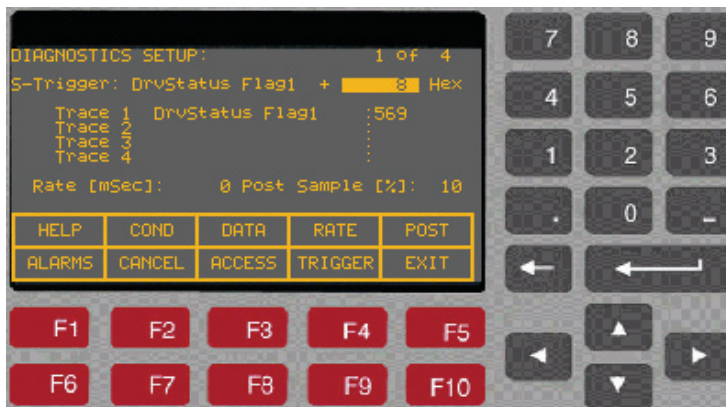 DIAGNOSTICS SETUP: 1 of 4
S-Trigger: DrvStatus Flag1 + 8 Hex
Trace 1 DrvStatus Flag1 :569
Trace 2 :
Trace 3 :
Trace 4 :
Rate [mSec]: 0 Post Sample [%]: 10
HELP COND DATA RATE POST
ALARMS CANCEL ACCESS TRIGGER EXIT
F1 F2 F3 F4 F5
F6 F7 F8 F9 F10
7 8 9
4 5 6
1 2 3
. 0 -